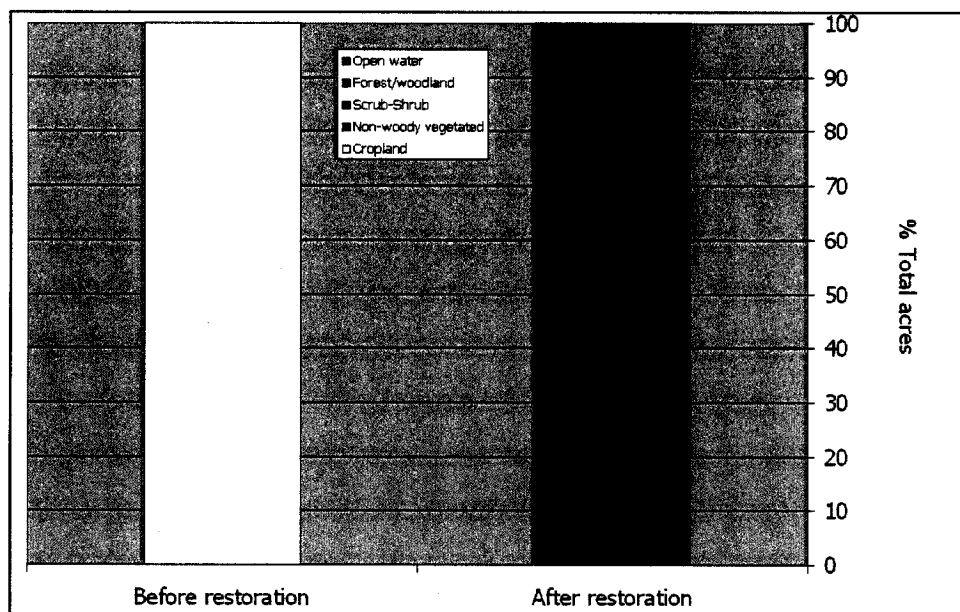 Open water
Forest/woodland
Scrub-Shrub
Non-woody vegetated
Cropland
100
90
80
70
60
50
40
30
20
10
0
% Total acres
Before restoration
After restoration